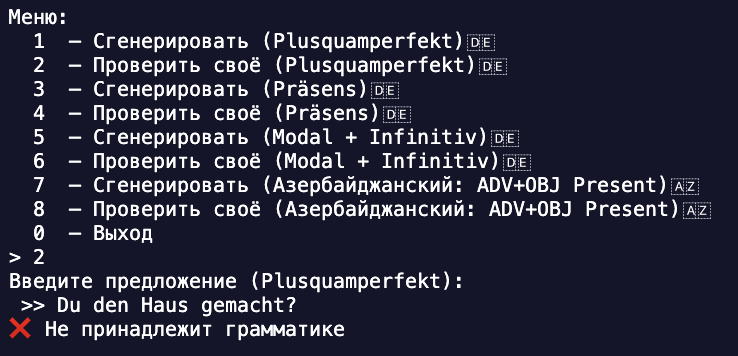 Меню:
1 – Сгенерировать (Plusquamperfekt)🇩🇪
2 – Проверить своё (Plusquamperfekt)🇩🇪
3 – Сгенерировать (Präsens)🇩🇪
4 – Проверить своё (Präsens)🇩🇪
5 – Сгенерировать (Modal + Infinitiv)🇩🇪
6 – Проверить своё (Modal + Infinitiv)🇩🇪
7 – Сгенерировать (Азербайджанский: ADV+OBJ Present)🇦🇿
8 – Проверить своё (Азербайджанский: ADV+OBJ Present)🇦🇿
0 – Выход
> 2
Введите предложение (Plusquamperfekt):
>> Du den Haus gemacht?
❌ Не принадлежит грамматике